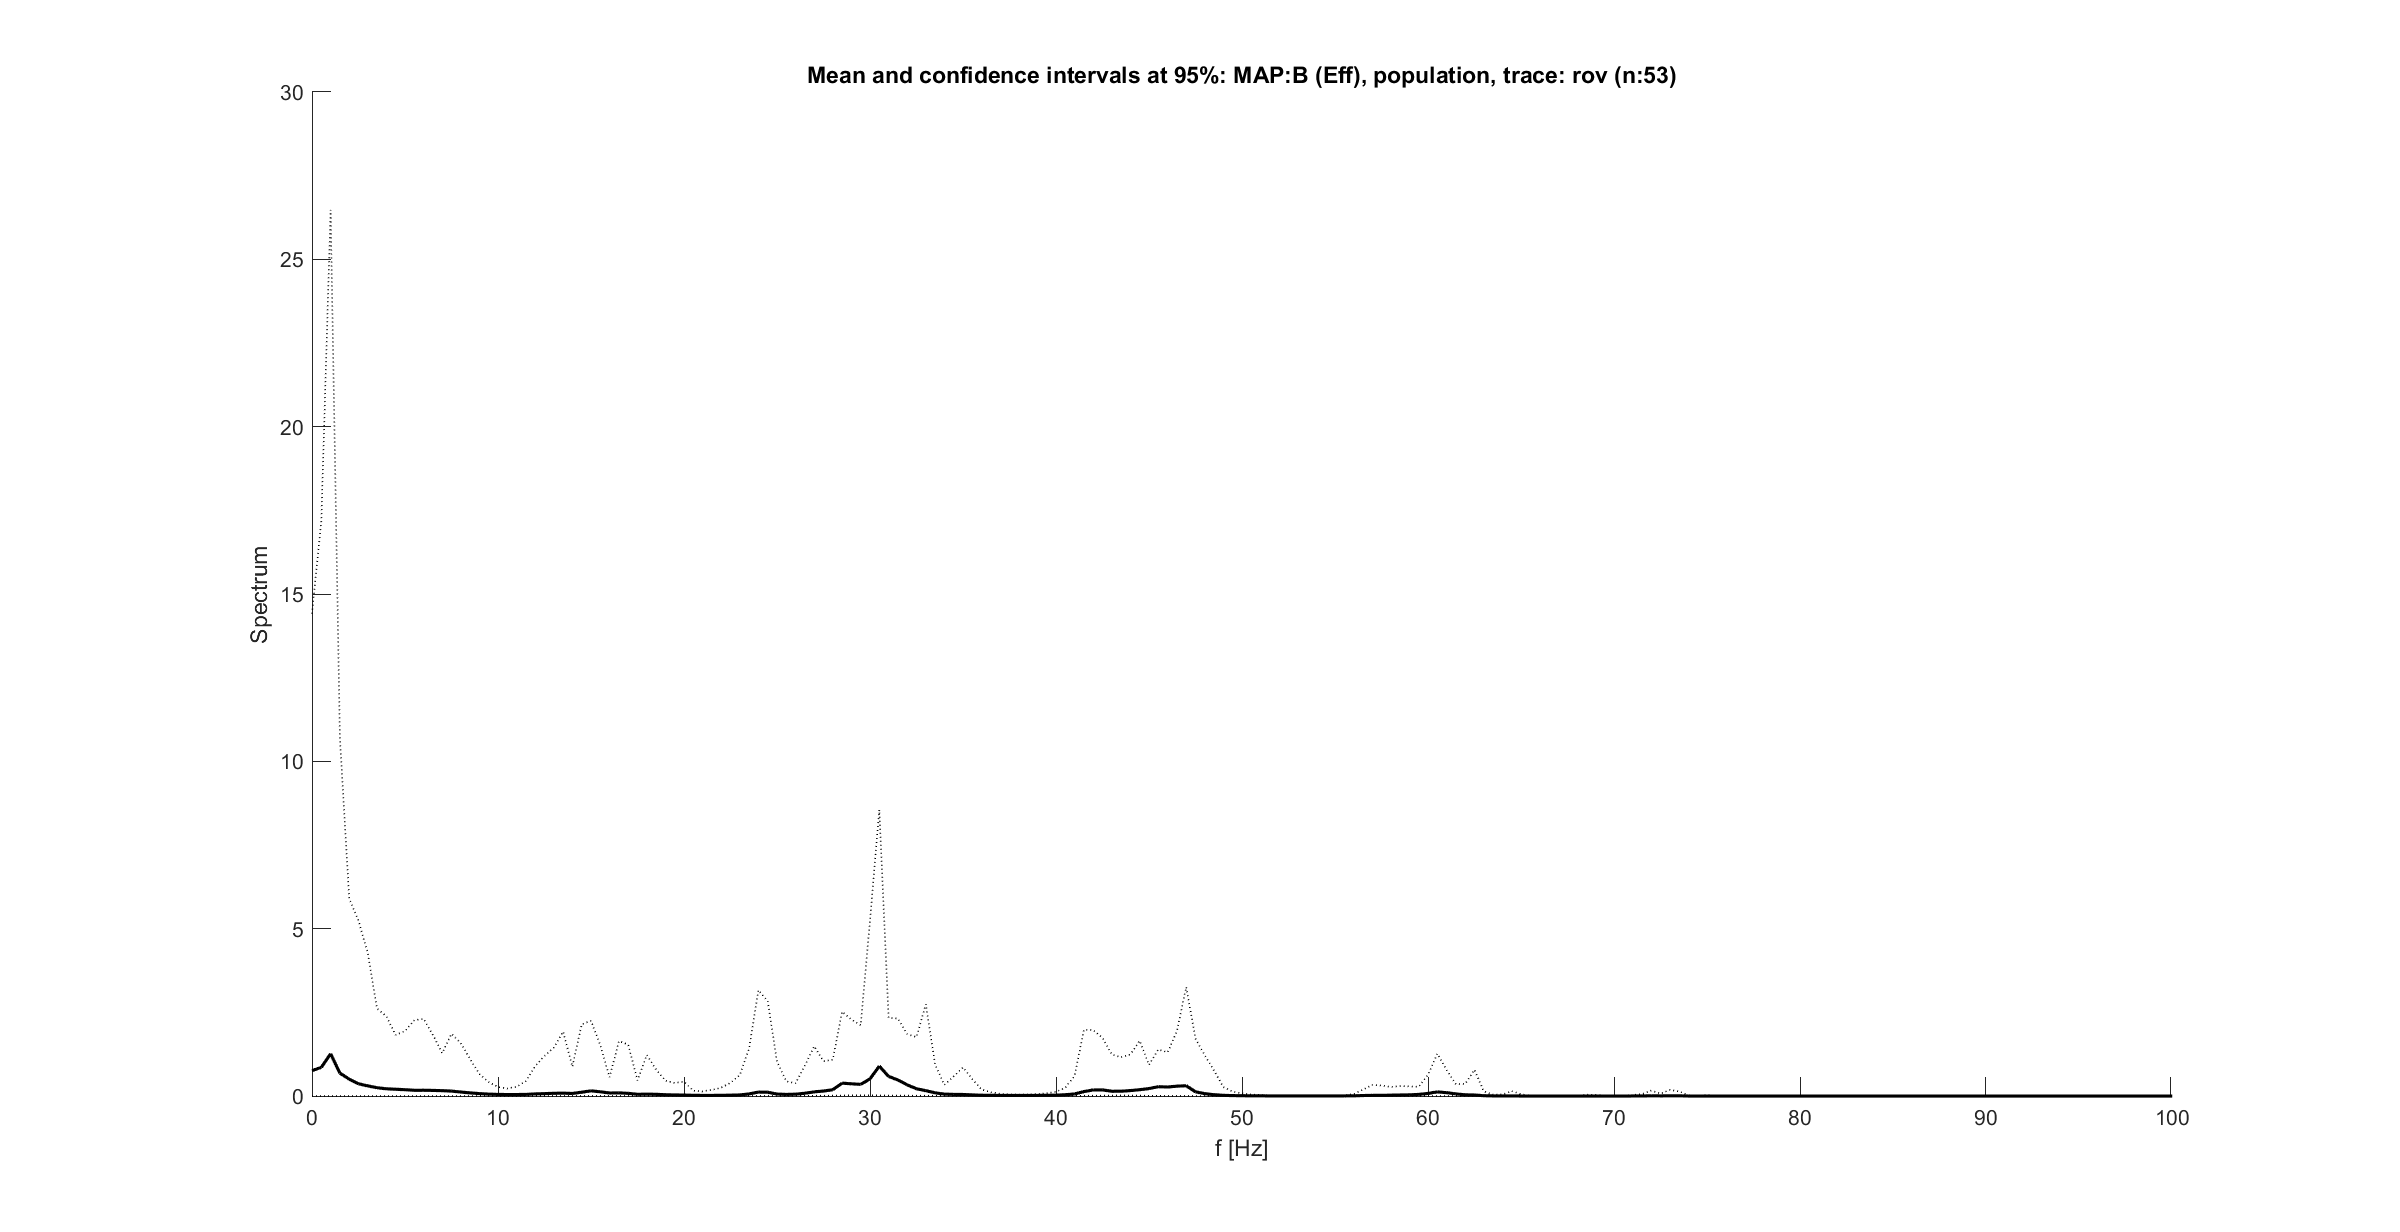 Mean and confidence intervals at 95%: MAP:B (Eff), population, trace: rov (n:53)
30
25
20
15
10
5
0
Spectrum
0 10 20 30 40 50 60 70 80 90 100
f [Hz]